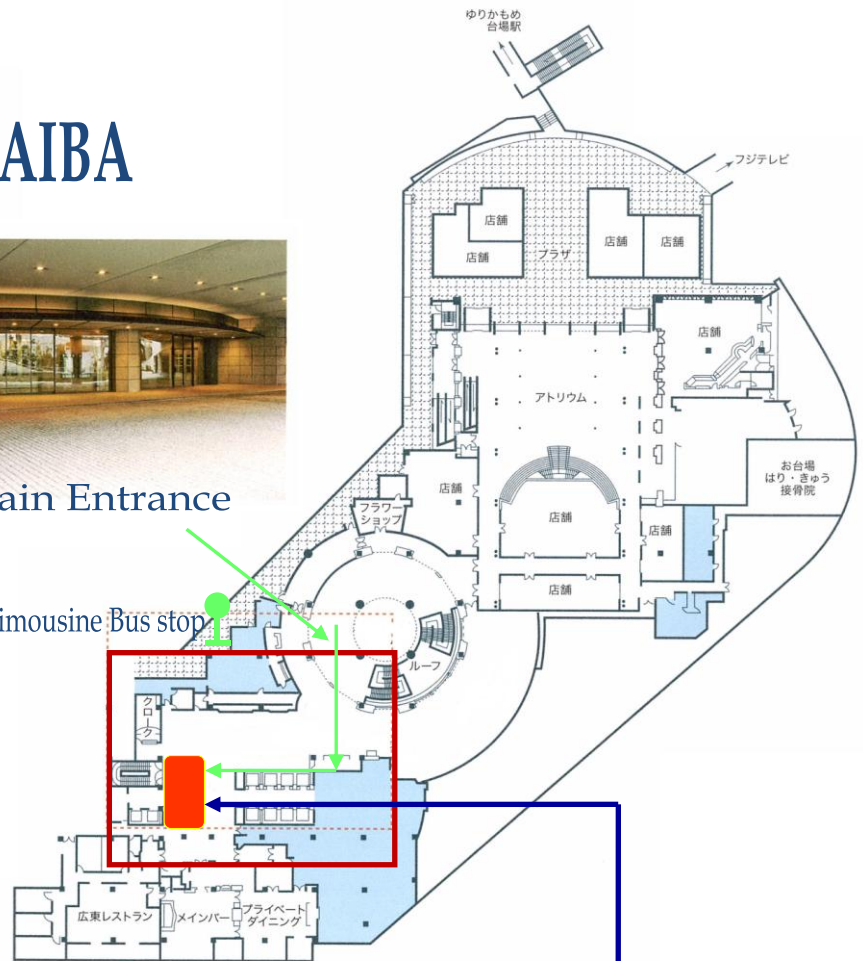 ゆりかもめ
台場駅
AIBA
フジテレビ
店舗
店舗
プラザ
店舗
店舗
店舗
アトリウム
お台場
はり・きゅう
接骨院
ain Entrance
店舗
フラワー
ショップ
店舗
店舗
店舗
imousine Bus stop
ルーフ
クローク
広東レストラン
メインバー
プライベート
ダイニング